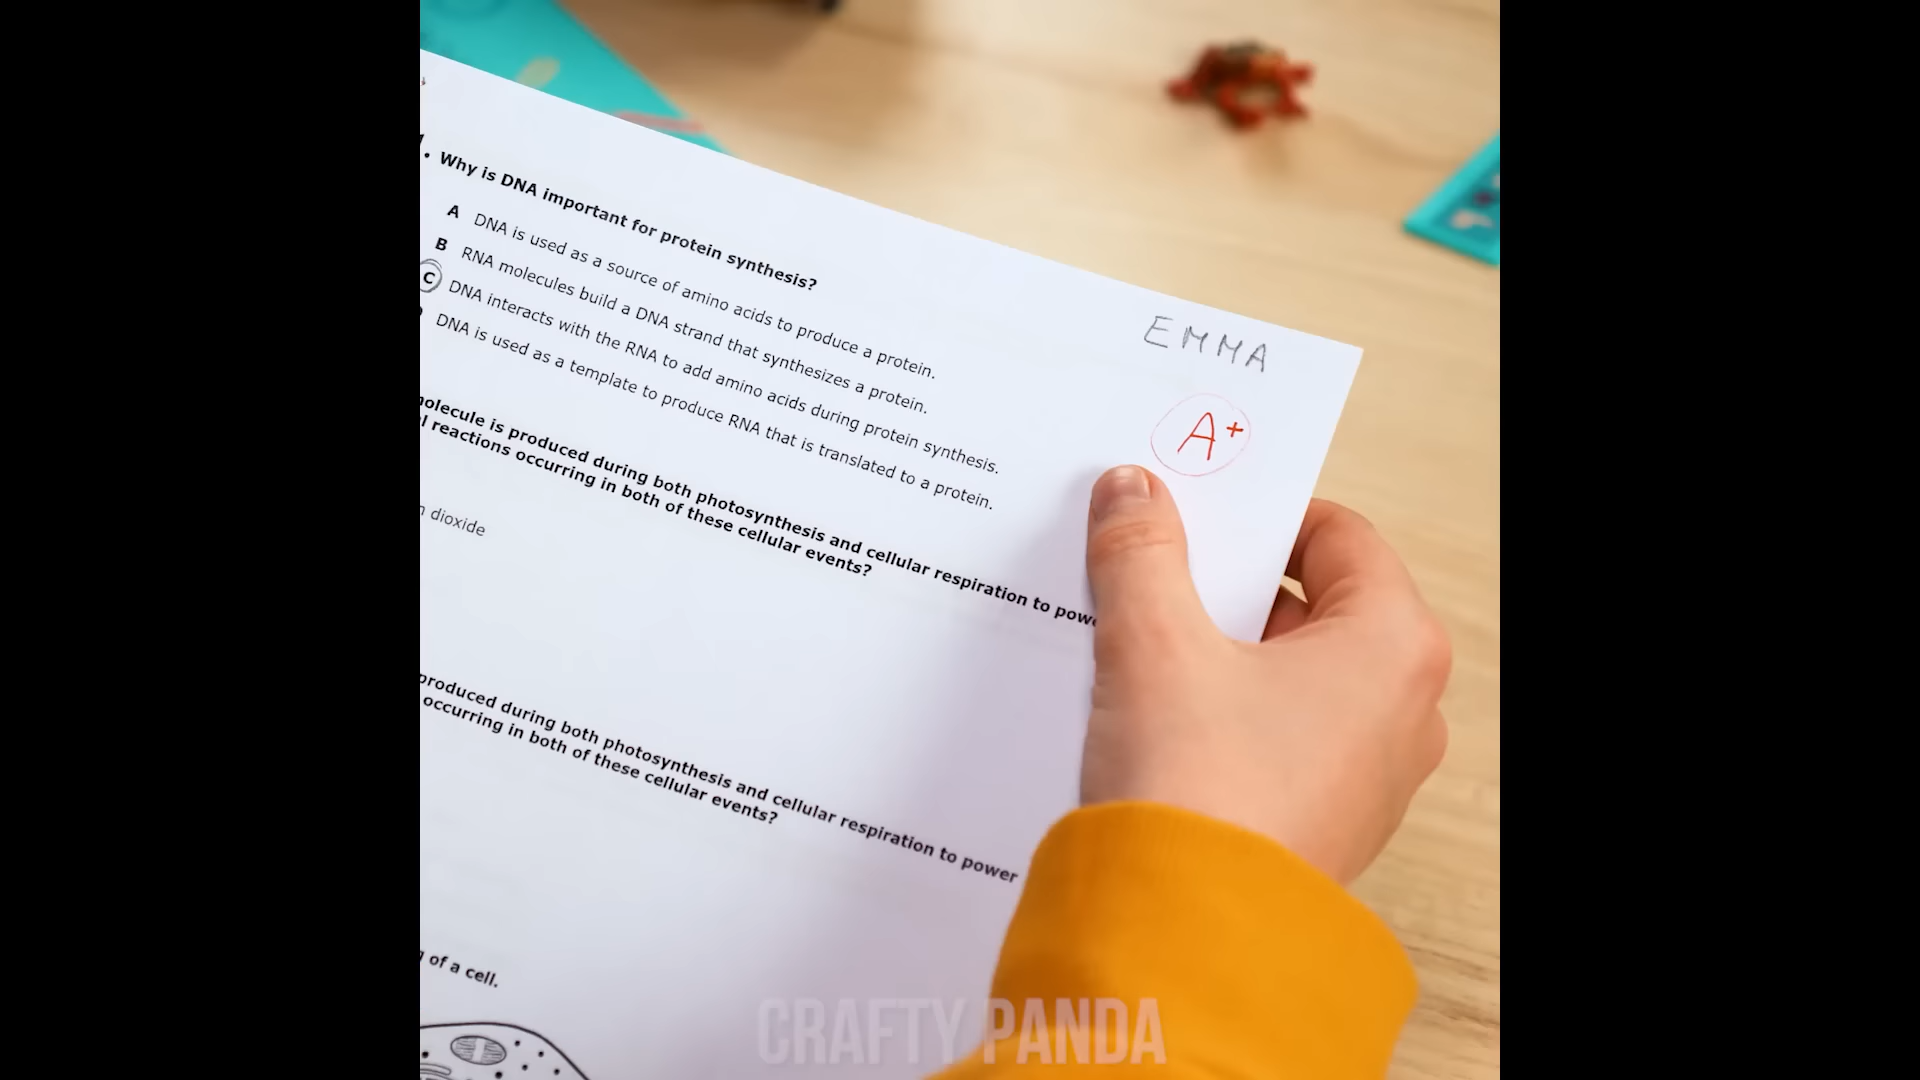 . Why is DNA important for protein synthesis?
A DNA is used as a source of amino acids to produce a protein.
B RNA molecules build a DNA strand that synthesizes a protein.
C DNA interacts with the RNA to add amino acids during protein synthesis.
DNA is used as a template to produce RNA that is translated to a protein.
EMMA
A+
molecule is produced during both photosynthesis and cellular respiration to powe
l reactions occurring in both of these cellular events?
n dioxide
produced during both photosynthesis and cellular respiration to power
occurring in both of these cellular events?
of a cell.
CRAFTY PANDA